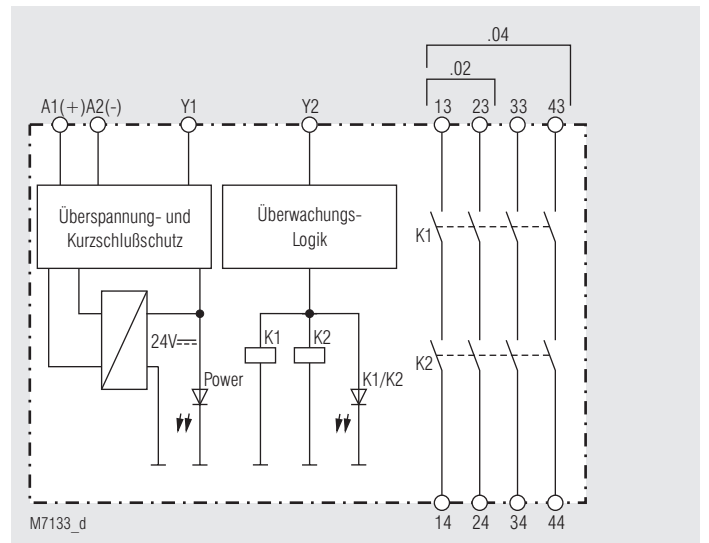 .04
.02
A1(+)A2(-) Y1 Y2 13 23 33 43
Überspannung- und
Kurzschlußschutz
Überwachungs-
Logik
K1
24V
K1 K2
Power
K1/K2
K2
M7133_d
14 24 34 44